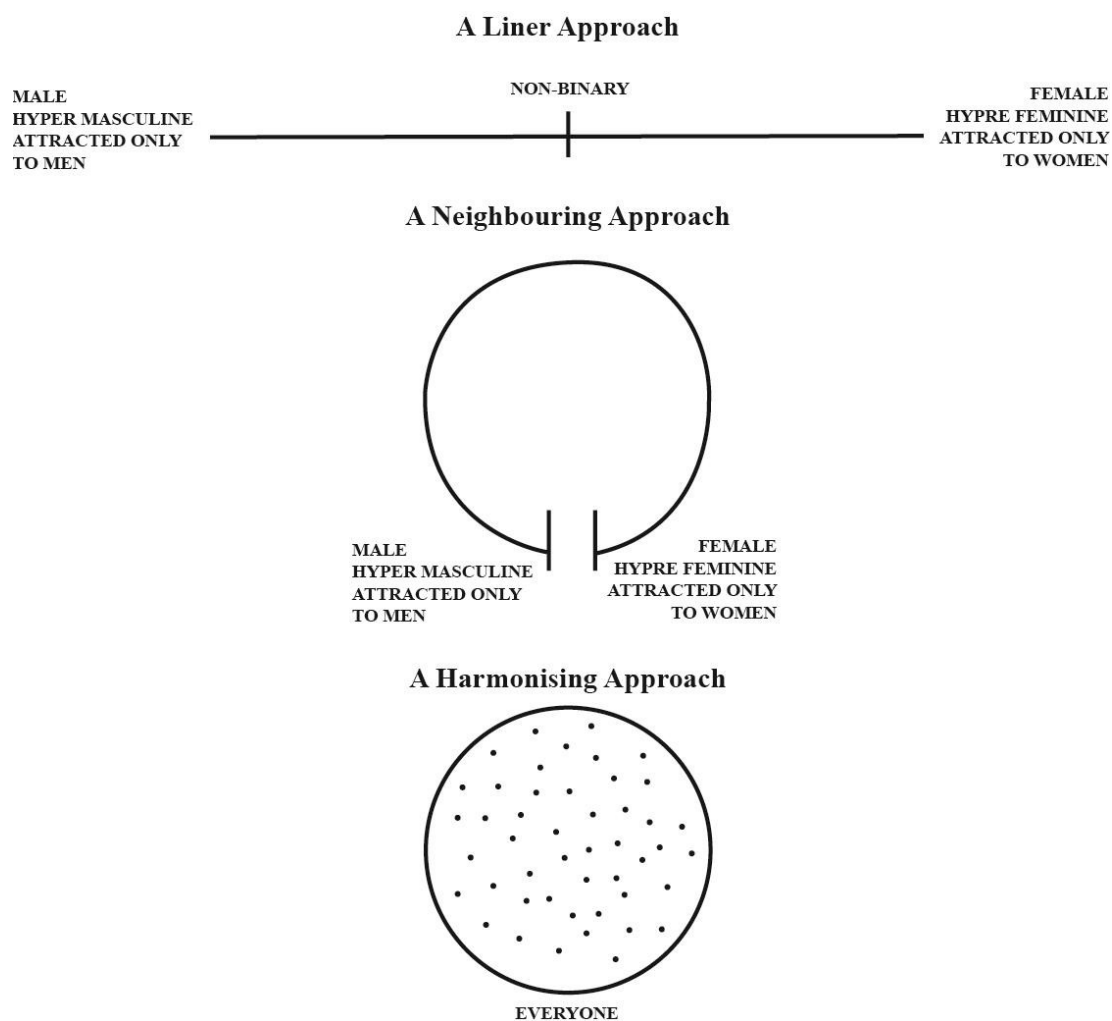 A Liner Approach
NON-BINARY
MALE
HYPER MASCULINE
ATTRACTED ONLY
TO MEN
FEMALE
HYPRE FEMININE
ATTRACTED ONLY
TO WOMEN
A Neighbouring Approach
MALE
HYPER MASCULINE
ATTRACTED ONLY
TO MEN
FEMALE
HYPRE FEMININE
ATTRACTED ONLY
TO WOMEN
A Harmonising Approach
EVERYONE